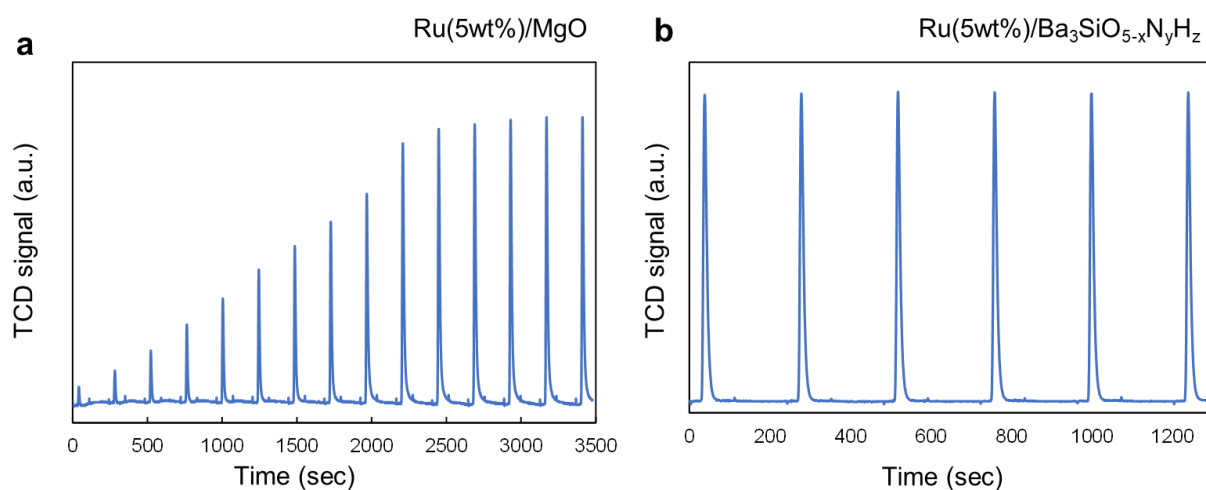 a
Ru(5wt%)/MgO
TCD signal (a.u.)
0 500 1000 1500 2000 2500 3000 3500
Time (sec)
b
Ru(5wt%)/Ba₃SiO₅₋ₓNᵧH_z
TCD signal (a.u.)
0 200 400 600 800 1000 1200
Time (sec)